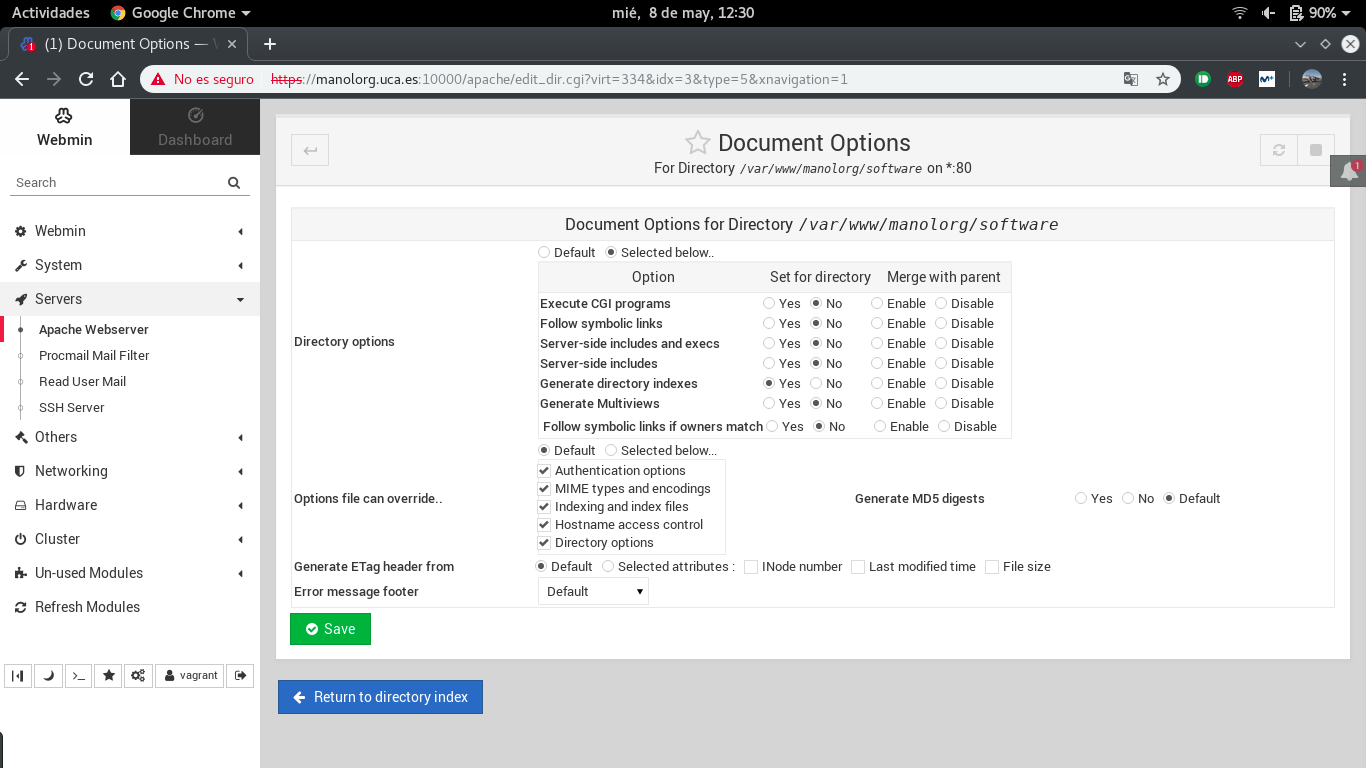 Actividades Google Chrome mié, 8 de may, 12:30 90%
(1) Document Options — 
No es seguro https://manolorg.uca.es:10000/apache/edit_dir.cgi?virt=334&idx=3&type=5&xnavigation=1 ABP M+
Webmin Dashboard
Search
Webmin
System
Servers
Apache Webserver
Procmail Mail Filter
Read User Mail
SSH Server
Others
Networking
Hardware
Cluster
Un-used Modules
Refresh Modules
vagrant
Document Options
For Directory /var/www/manolorg/software on *:80
1
Document Options for Directory /var/www/manolorg/software
Directory options
Default Selected below..
Option Set for directory Merge with parent
Execute CGI programs Yes No Enable Disable
Follow symbolic links Yes No Enable Disable
Server-side includes and execs Yes No Enable Disable
Server-side includes Yes No Enable Disable
Generate directory indexes Yes No Enable Disable
Generate Multiviews Yes No Enable Disable
Follow symbolic links if owners match Yes No Enable Disable
Options file can override..
Default Selected below...
Authentication options
MIME types and encodings
Indexing and index files
Hostname access control
Directory options
Generate MD5 digests Yes No Default
Generate ETag header from Default Selected attributes : INode number Last modified time File size
Error message footer Default
Save
Return to directory index